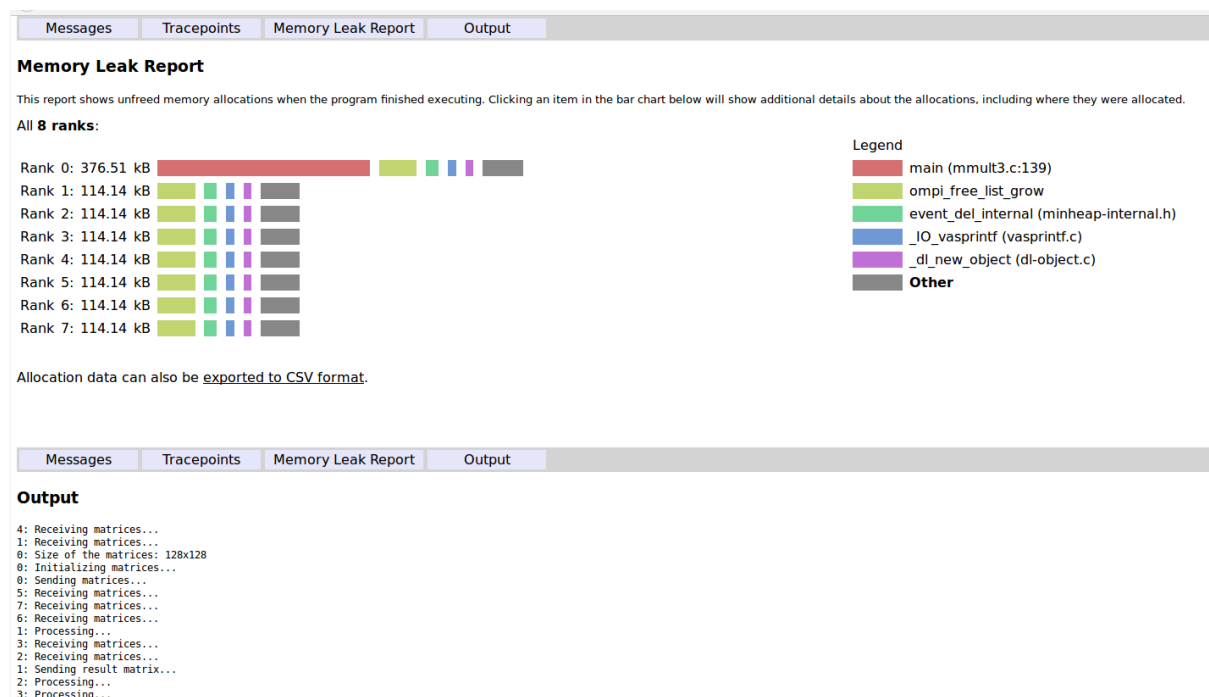 Messages Tracepoints Memory Leak Report Output
Memory Leak Report
This report shows unfreed memory allocations when the program finished executing. Clicking an item in the bar chart below will show additional details about the allocations, including where they were allocated.
All 8 ranks:
Legend
Rank 0: 376.51 kB
main (mmult3.c:139)
Rank 1: 114.14 kB
ompi_free_list_grow
Rank 2: 114.14 kB
event_del_internal (minheap-internal.h)
Rank 3: 114.14 kB
_IO_vasprintf (vasprintf.c)
Rank 4: 114.14 kB
_dl_new_object (dl-object.c)
Rank 5: 114.14 kB
Other
Rank 6: 114.14 kB
Rank 7: 114.14 kB
Allocation data can also be exported to CSV format.
Messages Tracepoints Memory Leak Report Output
Output
4: Receiving matrices...
1: Receiving matrices...
0: Size of the matrices: 128x128
0: Initializing matrices...
0: Sending matrices...
5: Receiving matrices...
7: Receiving matrices...
6: Receiving matrices...
1: Processing...
3: Receiving matrices...
2: Receiving matrices...
1: Sending result matrix...
2: Processing...
3: Processing...